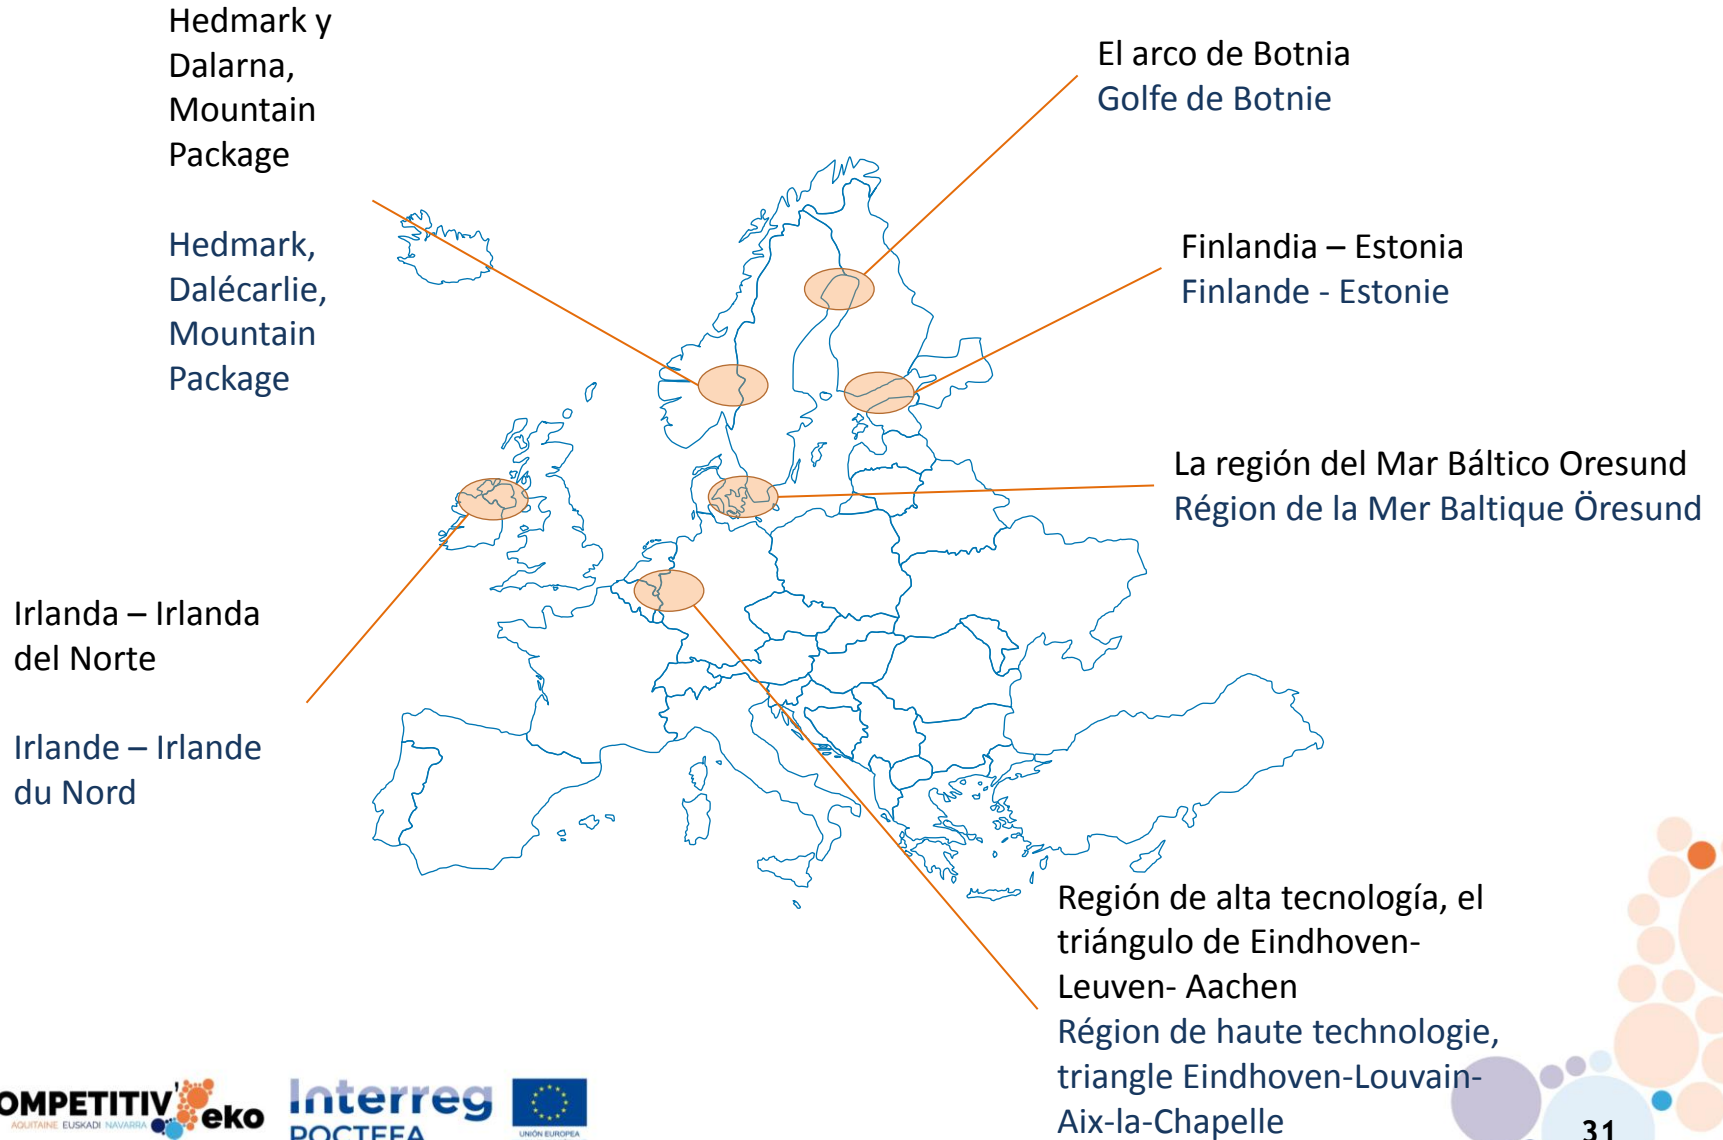 Hedmark y
Dalarna,
Mountain
Package
Hedmark,
Dalécarlie,
Mountain
Package
El arco de Botnia
Golfe de Botnie
Finlandia – Estonia
Finlande - Estonie
La región del Mar Báltico Oresund
Région de la Mer Baltique Öresund
Irlanda – Irlanda
del Norte
Irlande – Irlande
du Nord
Región de alta tecnología, el
triángulo de Eindhoven-
Leuven- Aachen
Région de haute technologie,
triangle Eindhoven-Louvain-
Aix-la-Chapelle
OMPETITIV'eko
AQUITAINE EUSKADI NAVARRA
Interreg
POCTEFA
UNIÓN EUROPEA
31